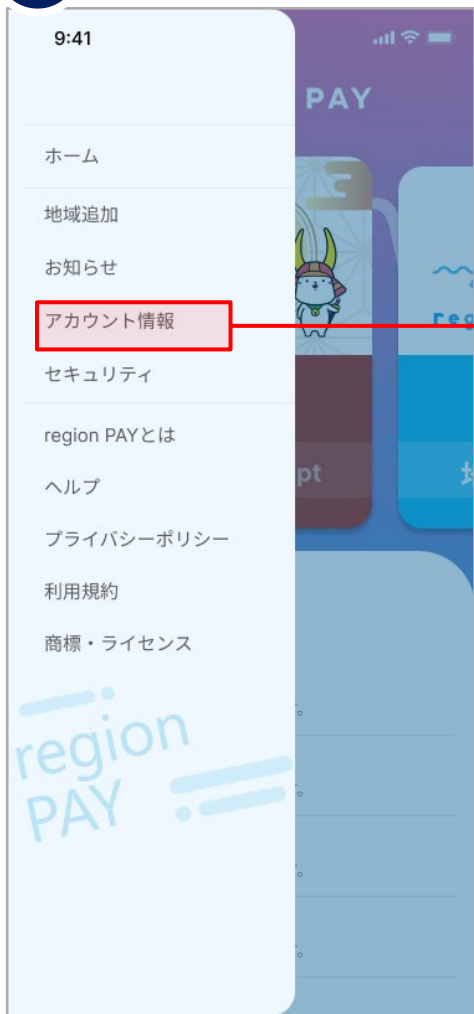 9:41
PAY
ホーム
地域追加
お知らせ
アカウント情報
セキュリティ
region PAYとは
ヘルプ
プライバシーポリシー
利用規約
商標・ライセンス
reg
pt
地
region
PAY
。
。
。
。